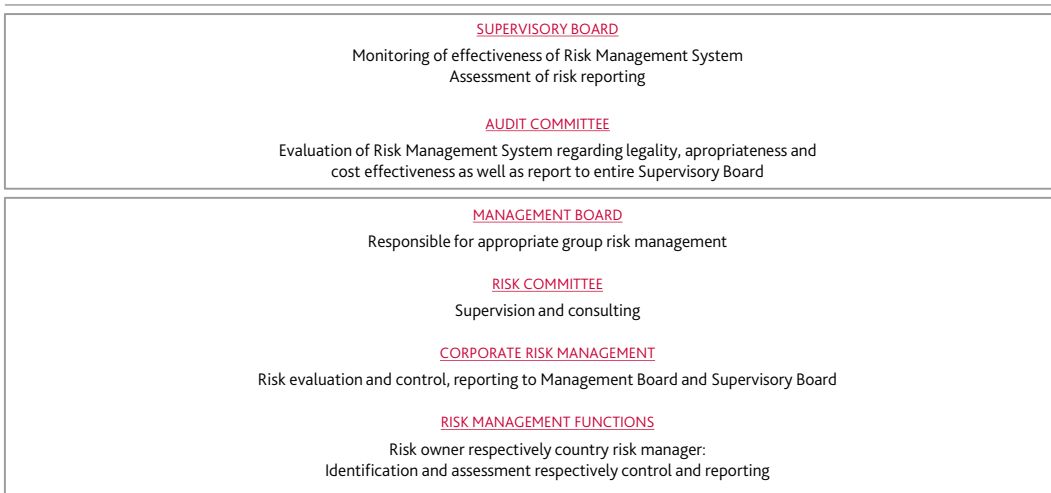 SUPERVISORY BOARD
Monitoring of effectiveness of Risk Management System
Assessment of risk reporting
AUDIT COMMITTEE
Evaluation of Risk Management System regarding legality, apropriateness and
cost effectiveness as well as report to entire Supervisory Board
MANAGEMENT BOARD
Responsible for appropriate group risk management
RISK COMMITTEE
Supervision and consulting
CORPORATE RISK MANAGEMENT
Risk evaluation and control, reporting to Management Board and Supervisory Board
RISK MANAGEMENT FUNCTIONS
Risk owner respectively country risk manager:
Identification and assessment respectively control and reporting